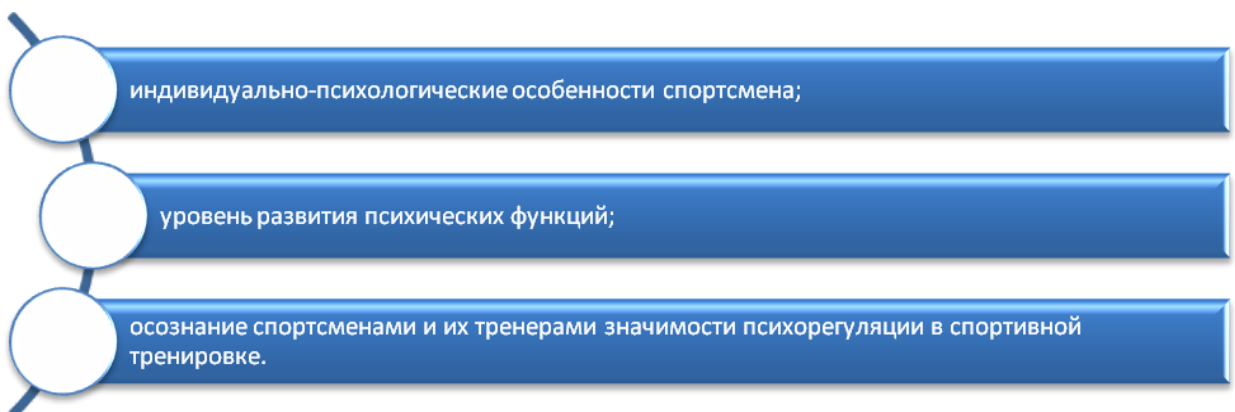 индивидуально-психологические особенности спортсмена;
уровень развития психических функций;
осознание спортсменами и их тренерами значимости психорегуляции в спортивной
тренировке.